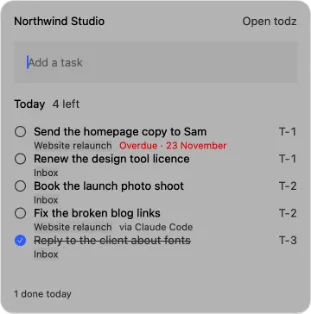 Northwind Studio Open todz
Add a task
Today 4 left
Send the homepage copy to Sam T-1
Website relaunch Overdue · 23 November
Renew the design tool licence T-1
Inbox
Book the launch photo shoot T-2
Inbox
Fix the broken blog links T-2
Website relaunch via Claude Code
Reply to the client about fonts T-3
Inbox
1 done today